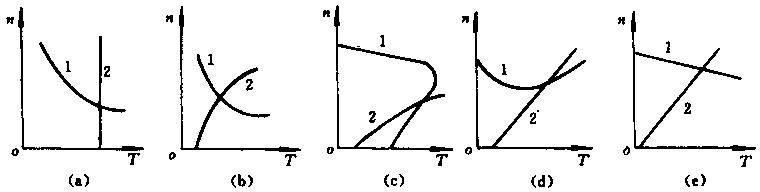 n 1 2 o T (a)
n 1 2 o T (b)
n 1 2 o T (c)
n 1 2 o T (d)
n 1 2 o T (e)